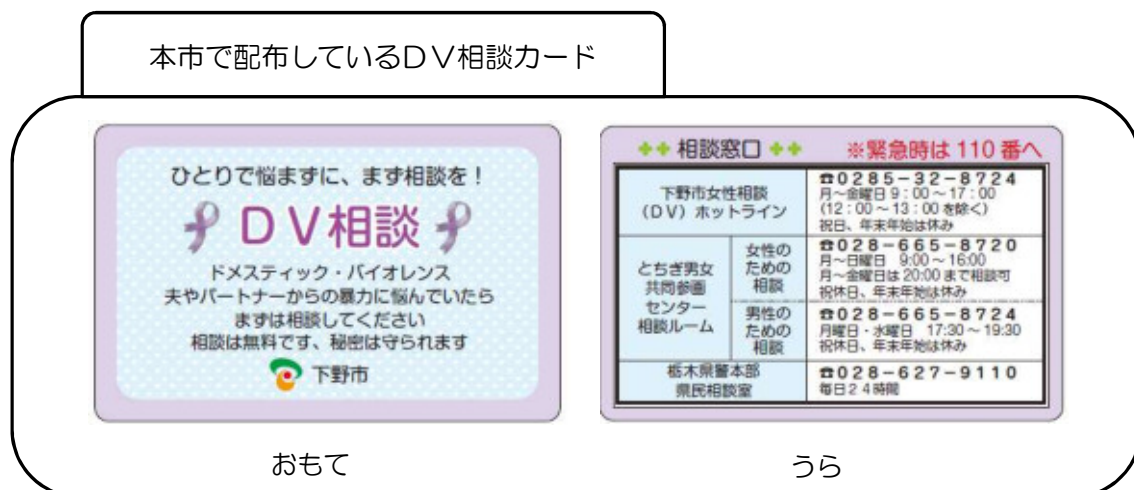 本市で配布しているDV相談カード
ひとりで悩まずに、まず相談を!
DV相談
ドメスティック・バイオレンス
夫やパートナーからの暴力に悩んでいたら
まずは相談してください
相談は無料です、秘密は守られます
下野市
おもて
相談窓口 ※緊急時は110番へ
下野市女性相談
(DV)ホットライン
☎0285-32-8724
月~金曜日 9:00~17:00
(12:00~13:00を除く)
祝日、年末年始は休み
とちぎ男女
共同参画
センター
相談ルーム
女性の
ための
相談
☎028-665-8720
月~日曜日 9:00~16:00
月~金曜日は20:00まで相談可
祝休日、年末年始は休み
男性の
ための
相談
☎028-665-8724
月曜日・水曜日 17:30~19:30
祝休日、年末年始は休み
栃木県警本部
県民相談室
☎028-627-9110
毎日24時間
うら